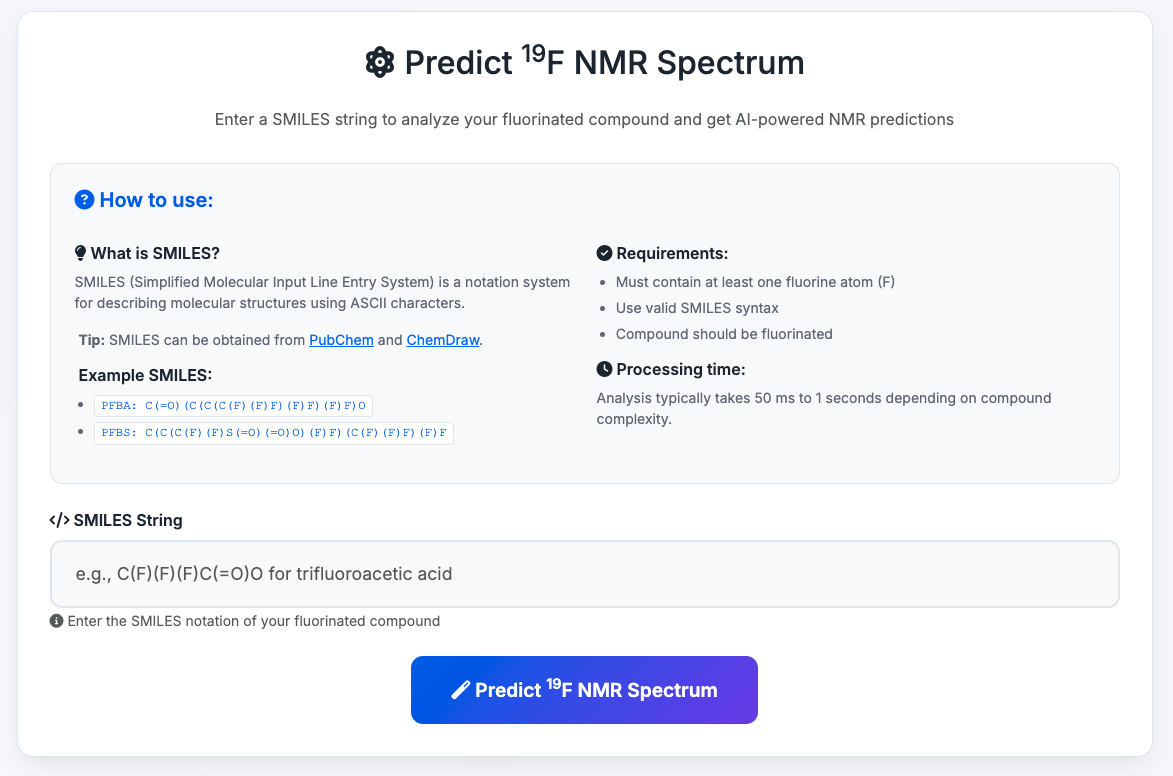 Predict ¹⁹F NMR Spectrum
Enter a SMILES string to analyze your fluorinated compound and get AI-powered NMR predictions
How to use:
What is SMILES?
SMILES (Simplified Molecular Input Line Entry System) is a notation system
for describing molecular structures using ASCII characters.
Tip: SMILES can be obtained from PubChem and ChemDraw.
Example SMILES:
PFBA: C(=O)(C(C(C(F)(F)F)(F)F)(F)F)O
PFBS: C(C(C(F)(F)S(=O)(=O)O)(F)F)(C(F)(F)F)(F)F
Requirements:
Must contain at least one fluorine atom (F)
Use valid SMILES syntax
Compound should be fluorinated
Processing time:
Analysis typically takes 50 ms to 1 seconds depending on compound
complexity.
</> SMILES String
e.g., C(F)(F)(F)C(=O)O for trifluoroacetic acid
Enter the SMILES notation of your fluorinated compound
Predict ¹⁹F NMR Spectrum